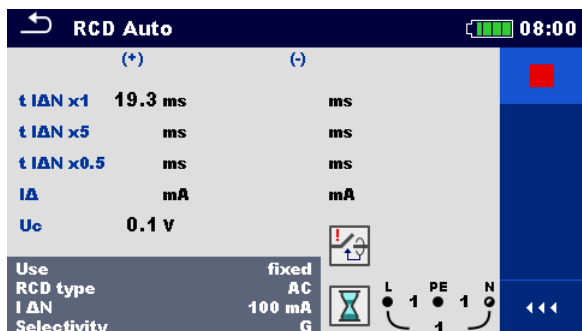 RCD Auto 08:00
(+) (-)
t IΔN x1 19.3 ms ms
t IΔN x5 ms ms
t IΔN x0.5 ms ms
IΔ mA mA
Uc 0.1 V
!
Use fixed
RCD type AC
I ΔN 100 mA
Selectivity G
L PE N
1 1
1